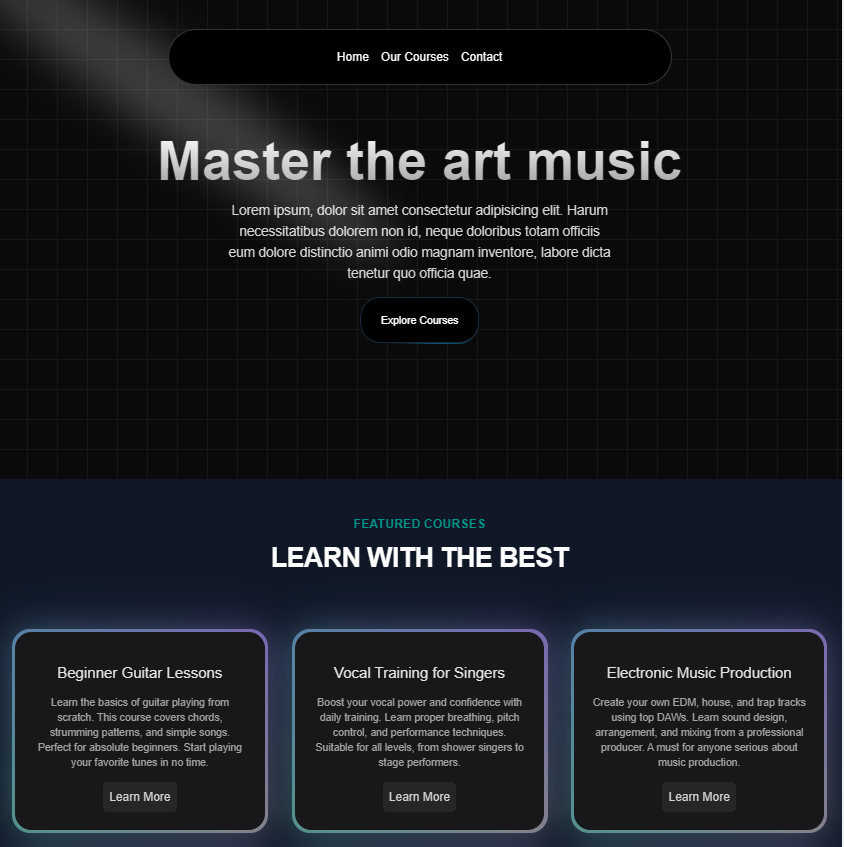 Home Our Courses Contact
Master the art music
Lorem ipsum, dolor sit amet consectetur adipisicing elit. Harum
necessitatibus dolorem non id, neque doloribus totam officiis
eum dolore distinctio animi odio magnam inventore, labore dicta
tenetur quo officia quae.
Explore Courses
FEATURED COURSES
LEARN WITH THE BEST
Beginner Guitar Lessons
Learn the basics of guitar playing from
scratch. This course covers chords,
strumming patterns, and simple songs.
Perfect for absolute beginners. Start playing
your favorite tunes in no time.
Learn More
Vocal Training for Singers
Boost your vocal power and confidence with
daily training. Learn proper breathing, pitch
control, and performance techniques.
Suitable for all levels, from shower singers to
stage performers.
Learn More
Electronic Music Production
Create your own EDM, house, and trap tracks
using top DAWs. Learn sound design,
arrangement, and mixing from a professional
producer. A must for anyone serious about
music production.
Learn More